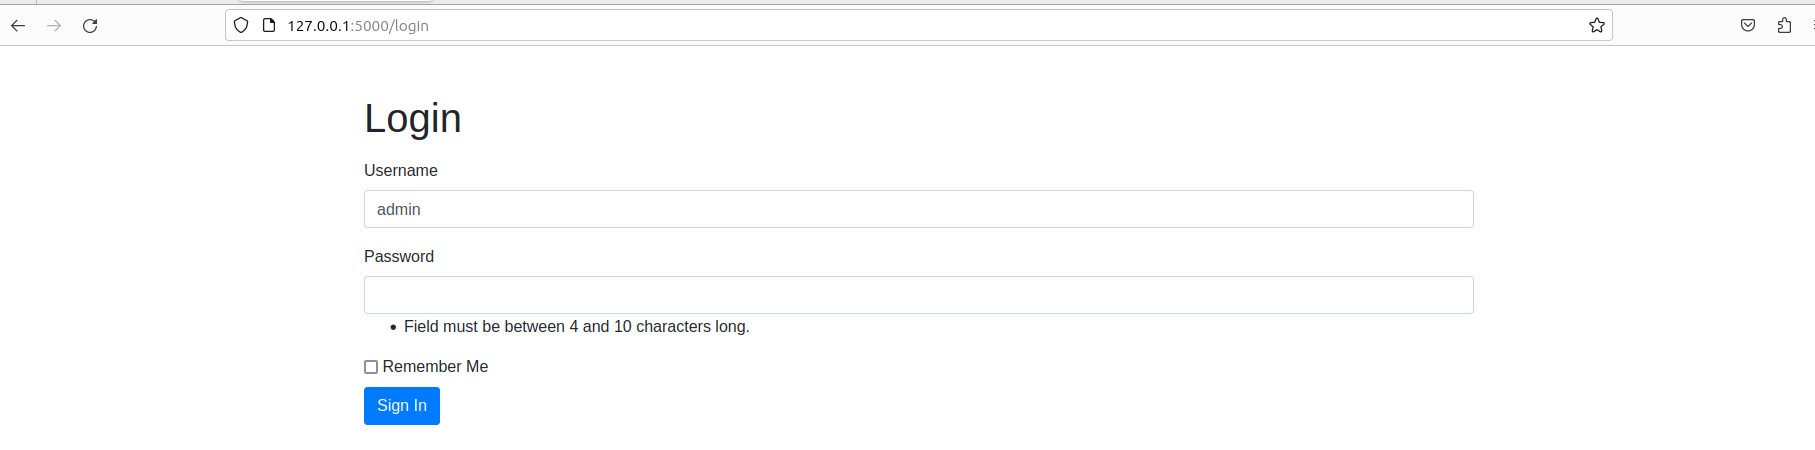 127.0.0.1:5000/login
Login
Username
admin
Password
Field must be between 4 and 10 characters long.
Remember Me
Sign In